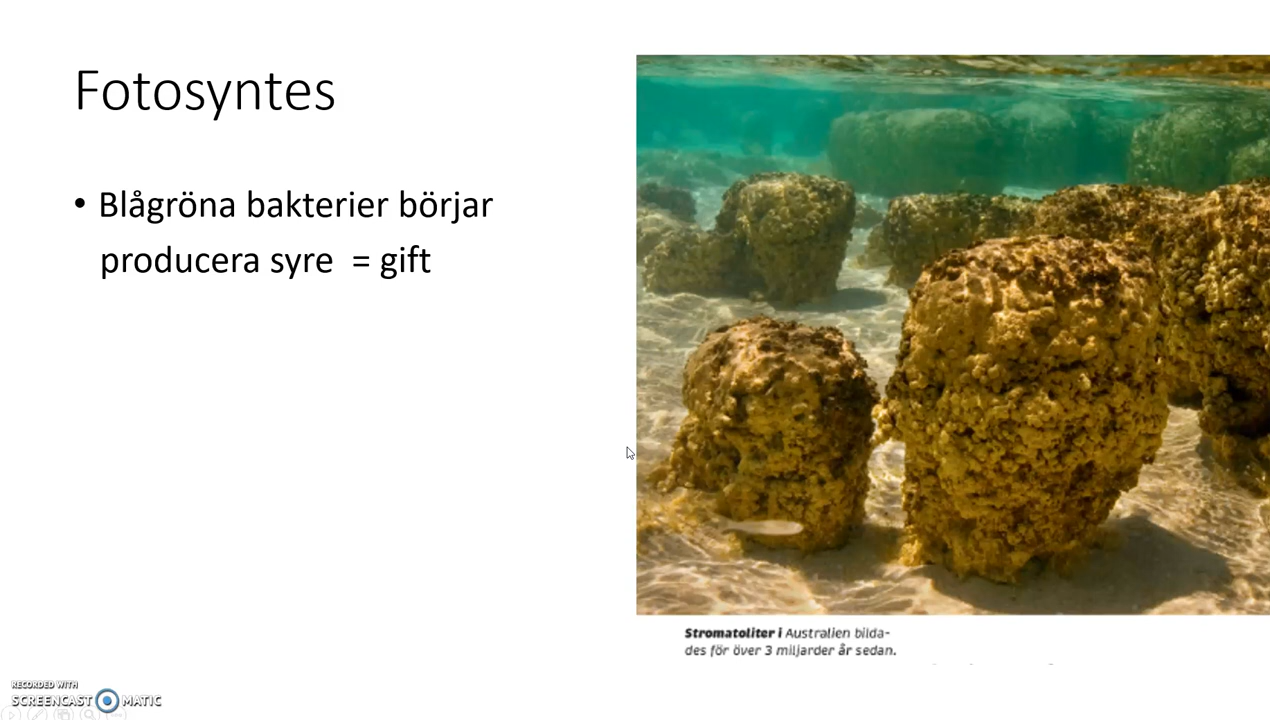 Fotosyntes
• Blågröna bakterier börjar
producera syre = gift
Stromatoliter i Australien bilda-
des för över 3 miljarder år sedan.
RECORDED WITH
SCREENCAST MATIC